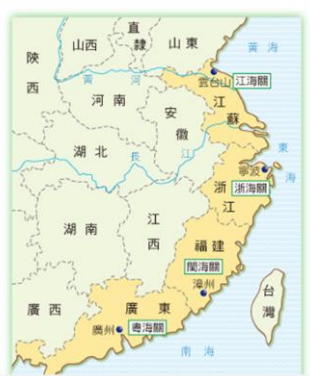 直隸
山西
山東
黃海
陝西
黃河
雲台山
江海關
河南
江蘇
安徽
湖北
長江
東海
寧波
浙海關
浙江
湖南
江西
福建
閩海關
漳州
台灣
廣西
廣東
廣州
粵海關
南海